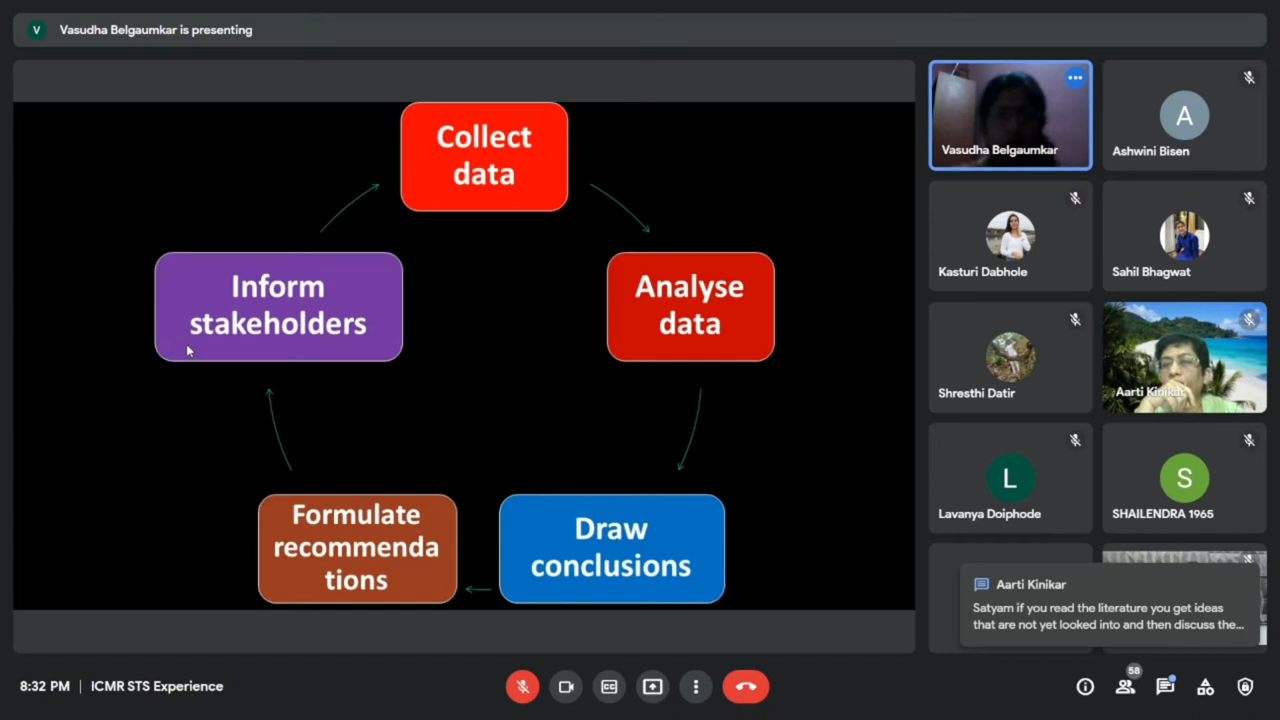 V
Vasudha Belgaumkar is presenting
Collect
data
Inform
stakeholders
Analyse
data
Formulate
recommenda
tions
Draw
conclusions
Vasudha Belgaumkar
A
Ashwini Bisen
Kasturi Dabhole
Sahil Bhagwat
Shresthi Datir
Aarti Kinikar
L
Lavanya Doiphode
S
SHAILENDRA 1965
Aarti Kinikar
Satyam if you read the literature you get ideas
that are not yet looked into and then discuss the...
8:32 PM | ICMR STS Experience
CC
58